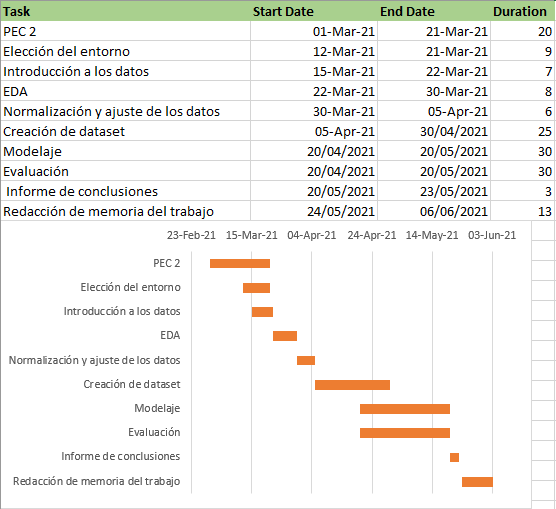 Task Start Date End Date Duration
PEC 2 01-Mar-21 21-Mar-21 20
Elección del entorno 12-Mar-21 21-Mar-21 9
Introducción a los datos 15-Mar-21 22-Mar-21 7
EDA 22-Mar-21 30-Mar-21 8
Normalización y ajuste de los datos 30-Mar-21 05-Apr-21 6
Creación de dataset 05-Apr-21 30/04/2021 25
Modelaje 20/04/2021 20/05/2021 30
Evaluación 20/04/2021 20/05/2021 30
Informe de conclusiones 20/05/2021 23/05/2021 3
Redacción de memoria del trabajo 24/05/2021 06/06/2021 13
23-Feb-21 15-Mar-21 04-Apr-21 24-Apr-21 14-May-21 03-Jun-21
PEC 2
Elección del entorno
Introducción a los datos
EDA
Normalización y ajuste de los datos
Creación de dataset
Modelaje
Evaluación
Informe de conclusiones
Redacción de memoria del trabajo